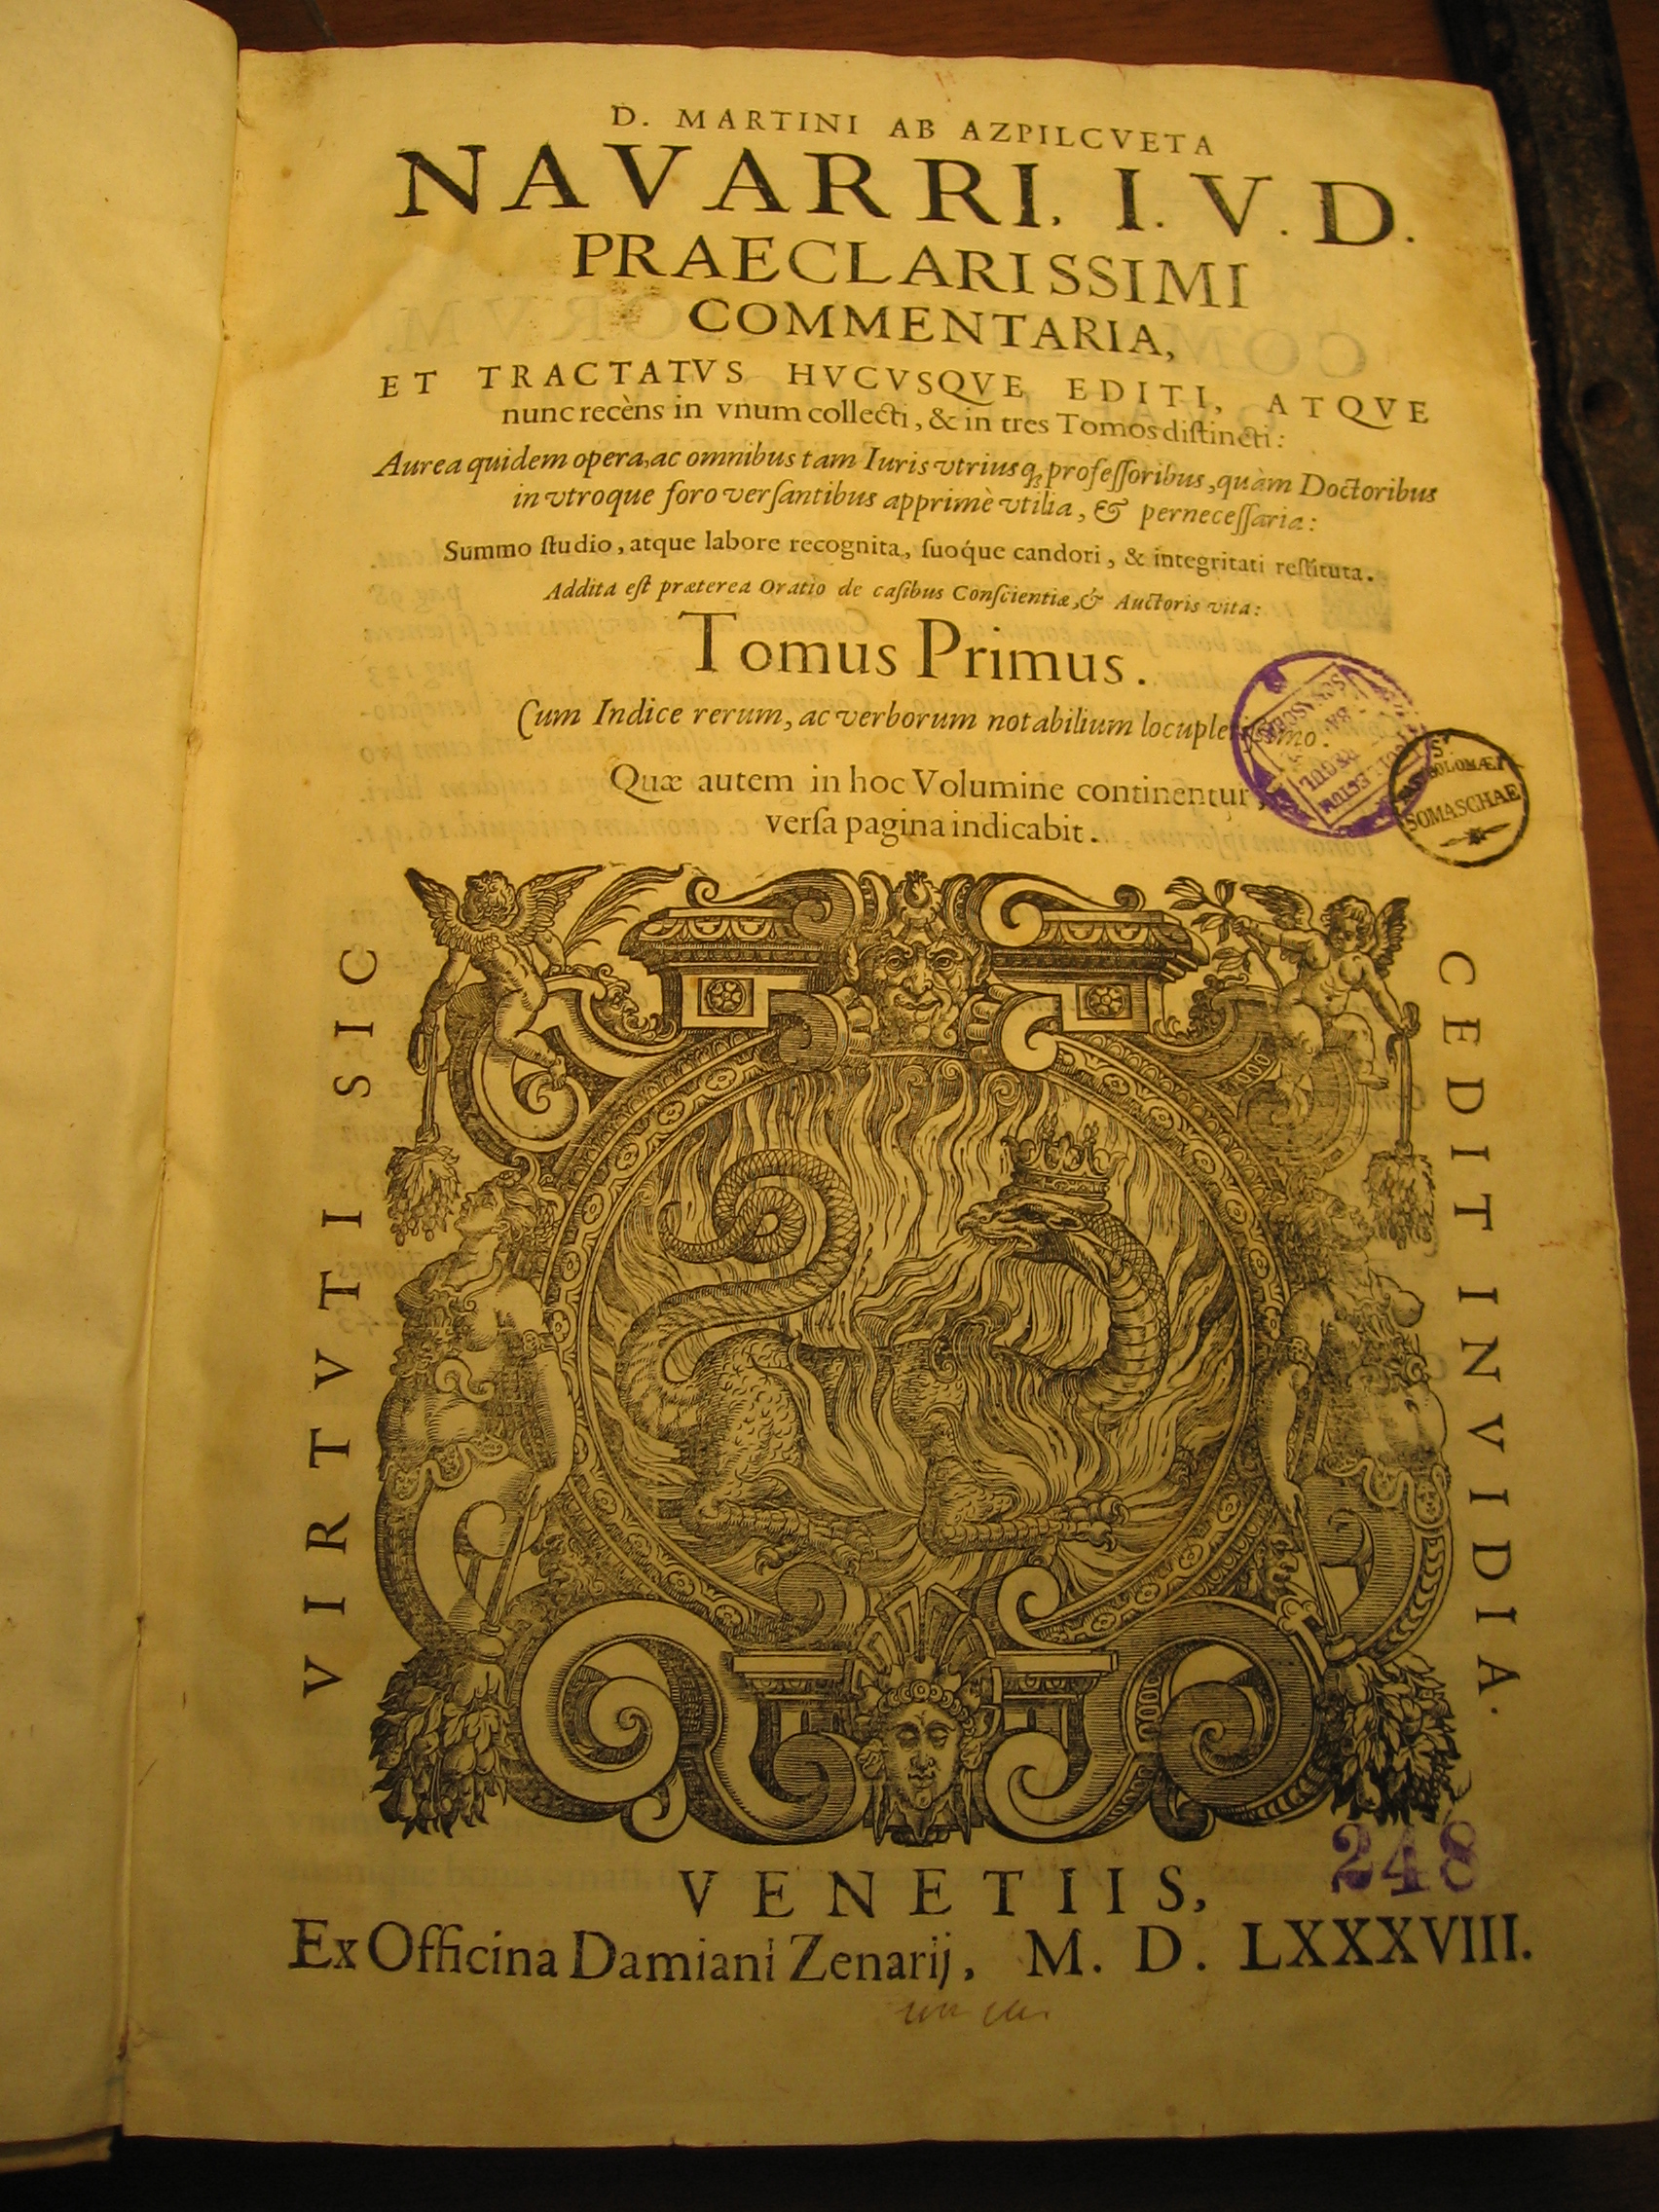 D. MARTINI AB AZPILCVETA
NAVARRI, I. V. D.
PRAECLARISSIMI
COMMENTARIA,
ET TRACTATVS HVCVSQVE EDITI, ATQVE
nunc recèns in vnum collecti, & in tres Tomos distincti:
Aurea quidem opera, ac omnibus tam Iuris vtriusq; professoribus, quàm Doctoribus
in vtroque foro versantibus apprimè vtilia, & pernecessaria:
Summo studio, atque labore recognita, suoq́ue candori, & integritati restituta.
Addita est præterea Oratio de casibus Conscientiæ, & Auctoris vita:
Tomus Primus.
Cum Indice rerum, ac verborum notabilium locupletissimo.
Quæ autem in hoc Volumine continentur,
versa pagina indicabit.
SOMASCHAE
VIRTVTI SIC
CEDIT INVIDIA.
248
VENETIIS,
Ex Officina Damiani Zenarij, M. D. LXXXVIII.